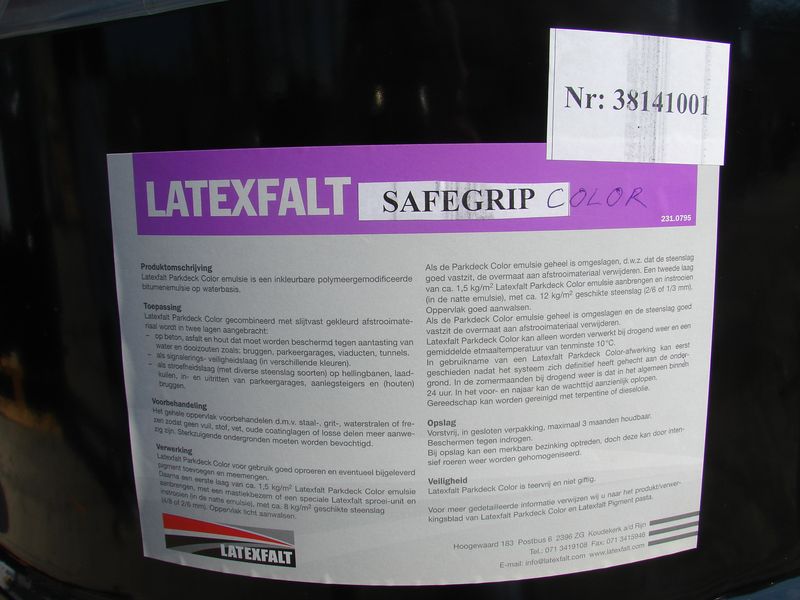 Nr: 38141001
LATEXFALT SAFEGRIP COLOR
231.0795
Produktomschrijving
Latexfalt Parkdeck Color emulsie is een inkleurbare polymeergemodificeerde
bitumenemulsie op waterbasis.
Toepassing
Latexfalt Parkdeck Color gecombineerd met slijtvast gekleurd afstrooimate-
riaal wordt in twee lagen aangebracht:
– op beton, asfalt en hout dat moet worden beschermd tegen aantasting van
water en dooizouten zoals: bruggen, parkeergarages, viaducten, tunnels.
– als signalerings- veiligheidslaag (in verschillende kleuren).
– als stroefheidslaag (met diverse steenslag soorten) op hellingbanen, laad-
kuilen, in- en uitritten van parkeergarages, aanlegsteigers en (houten)
bruggen.
Voorbehandeling
Het gehele oppervlak voorbehandelen d.m.v. staal-, grit-, waterstralen of fre-
zen zodat geen vuil, stof, vet, oude coatinglagen of losse delen meer aanwe-
zig zijn. Sterkzuigende ondergronden moeten worden bevochtigd.
Verwerking
Latexfalt Parkdeck Color voor gebruik goed oproeren en eventueel bijgeleverd
pigment toevoegen en meemengen.
Daarna een eerste laag van ca. 1,5 kg/m² Latexfalt Parkdeck Color emulsie
aanbrengen, met een mastiekbezem of een speciale Latexfalt sproei-unit en
instrooien (in de natte emulsie), met ca. 8 kg/m² geschikte steenslag
(4/8 of 2/6 mm). Oppervlak licht aanwalsen.
LATEXFALT
Als de Parkdeck Color emulsie geheel is omgeslagen, d.w.z. dat de steenslag
goed vastzit, de overmaat aan afstrooimateriaal verwijderen. Een tweede laag
van ca. 1,5 kg/m² Latexfalt Parkdeck Color emulsie aanbrengen en instrooien
(in de natte emulsie), met ca. 12 kg/m² geschikte steenslag (2/6 of 1/3 mm).
Oppervlak goed aanwalsen.
Als de Parkdeck Color emulsie geheel is omgeslagen en de steenslag goed
vastzit de overmaat aan afstrooimateriaal verwijderen.
Latexfalt Parkdeck Color kan alleen worden verwerkt bij drogend weer en een
gemiddelde etmaaltemperatuur van tenminste 10°C.
In gebruikname van een Latexfalt Parkdeck Color-afwerking kan eerst
geschieden nadat het systeem zich definitief heeft gehecht aan de onder-
grond. In de zomermaanden bij drogend weer is dat in het algemeen binnen
24 uur. In het voor- en najaar kan de wachttijd aanzienlijk oplopen.
Gereedschap kan worden gereinigd met terpentine of dieselolie.
Opslag
Vorstvrij, in gesloten verpakking, maximaal 3 maanden houdbaar.
Beschermen tegen indrogen.
Bij opslag kan een merkbare bezinking optreden, doch deze kan door inten-
sief roeren weer worden gehomogeniseerd.
Veiligheid
Latexfalt Parkdeck Color is teervrij en niet giftig.
Voor meer gedetailleerde informatie verwijzen wij u naar het produkt/verwer-
kingsblad van Latexfalt Parkdeck Color en Latexfalt Pigment pasta.
Hoogewaard 183 Postbus 6 2396 ZG Koudekerk a/d Rijn
Tel.: 071 3419108 Fax: 071 3415946
E-mail: info@latexfalt.com www.latexfalt.com